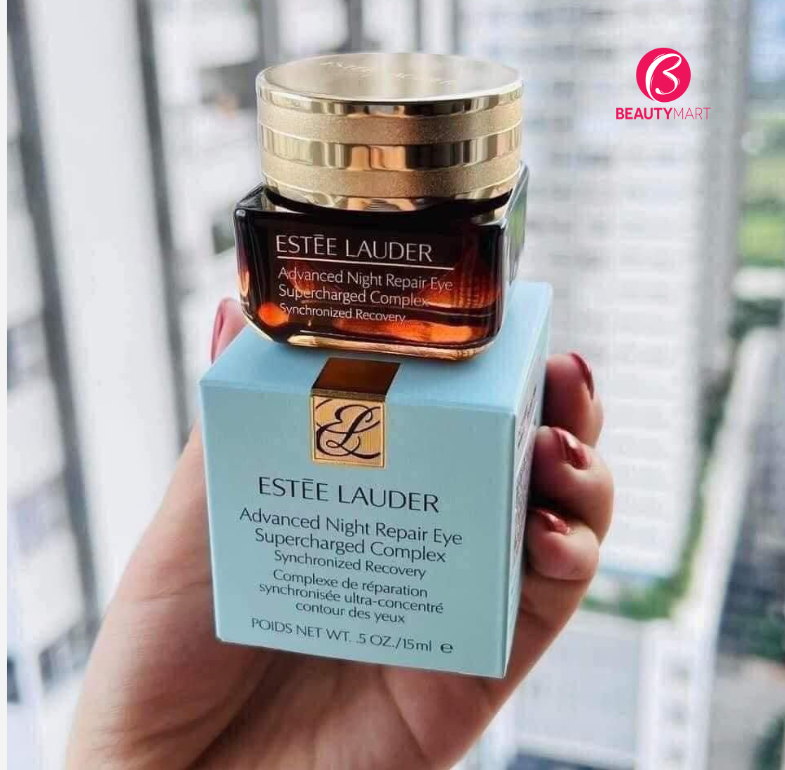 BEAUTYMART
ESTĒE LAUDER
Advanced Night Repair Eye
Supercharged Complex
Synchronized Recovery
EL
ESTĒE LAUDER
Advanced Night Repair Eye
Supercharged Complex
Synchronized Recovery
Complexe de réparation
synchronisée ultra-concentré
contour des yeux
POIDS NET WT. .5 OZ./15ml e